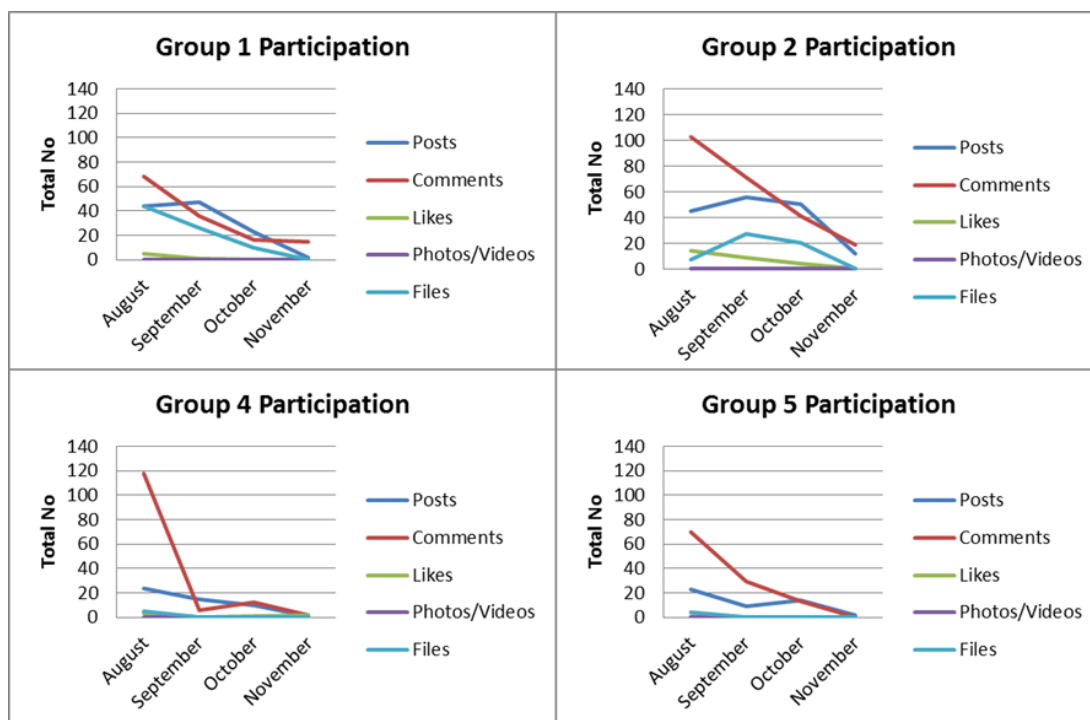 Group 1 Participation
Total No
140
120
100
80
60
40
20
0
August
September
October
November
Posts
Comments
Likes
Photos/Videos
Files
Group 2 Participation
Total No
140
120
100
80
60
40
20
0
August
September
October
November
Posts
Comments
Likes
Photos/Videos
Files
Group 4 Participation
Total No
140
120
100
80
60
40
20
0
August
September
October
November
Posts
Comments
Likes
Photos/Videos
Files
Group 5 Participation
Total No
140
120
100
80
60
40
20
0
August
September
October
November
Posts
Comments
Likes
Photos/Videos
Files